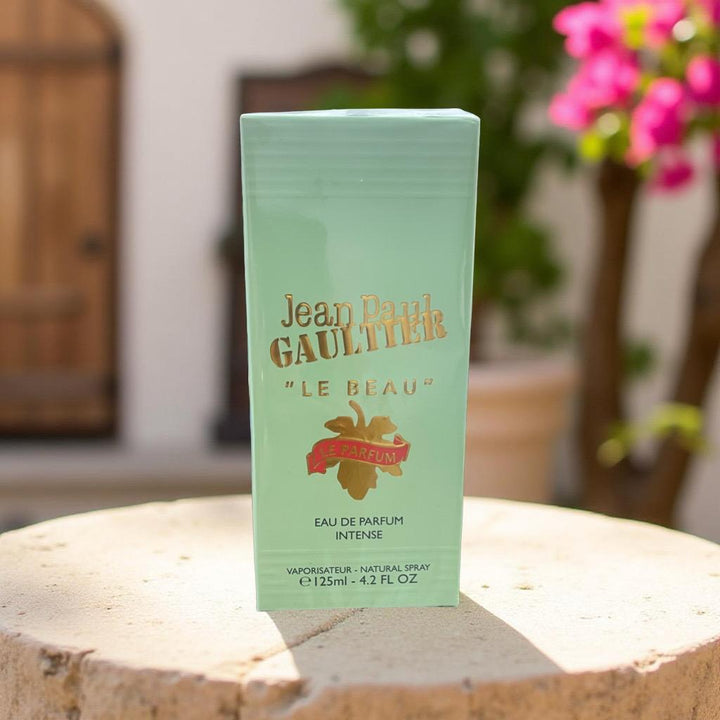 Jean Paul
GAULTIER
"LE BEAU"
LE PARFUM
EAU DE PARFUM
INTENSE
VAPORISATEUR - NATURAL SPRAY
℮125ml - 4.2 FL OZ